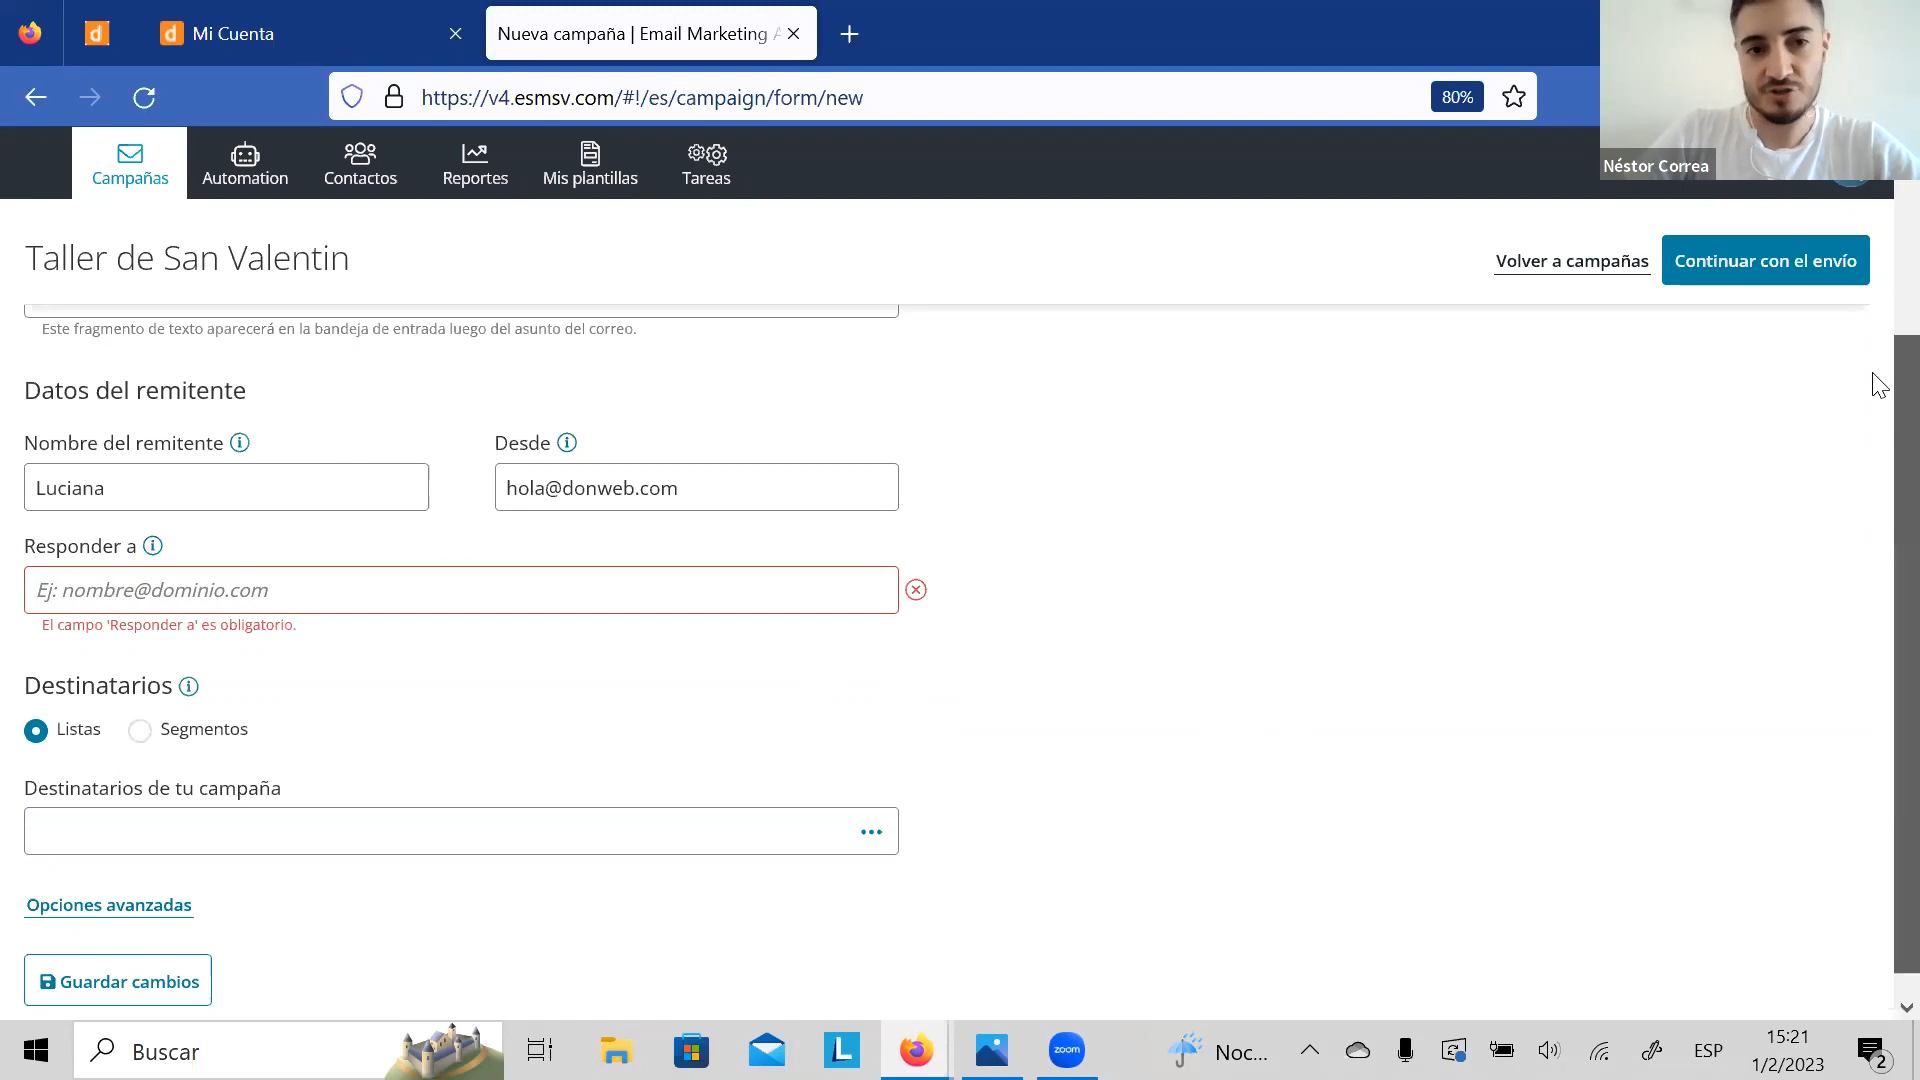 Mi Cuenta
Nueva campaña | Email Marketing
https://v4.esmsv.com/#!/es/campaign/form/new
80%
Campañas
Automation
Contactos
Reportes
Mis plantillas
Tareas
Néstor Correa
Taller de San Valentin
Volver a campañas
Continuar con el envío
Este fragmento de texto aparecerá en la bandeja de entrada luego del asunto del correo.
Datos del remitente
Nombre del remitente
Desde
Luciana
hola@donweb.com
Responder a
Ej: nombre@dominio.com
El campo 'Responder a' es obligatorio.
Destinatarios
Listas
Segmentos
Destinatarios de tu campaña
Opciones avanzadas
Guardar cambios
Buscar
L
zoom
Noc...
ESP
15:21
1/2/2023
2